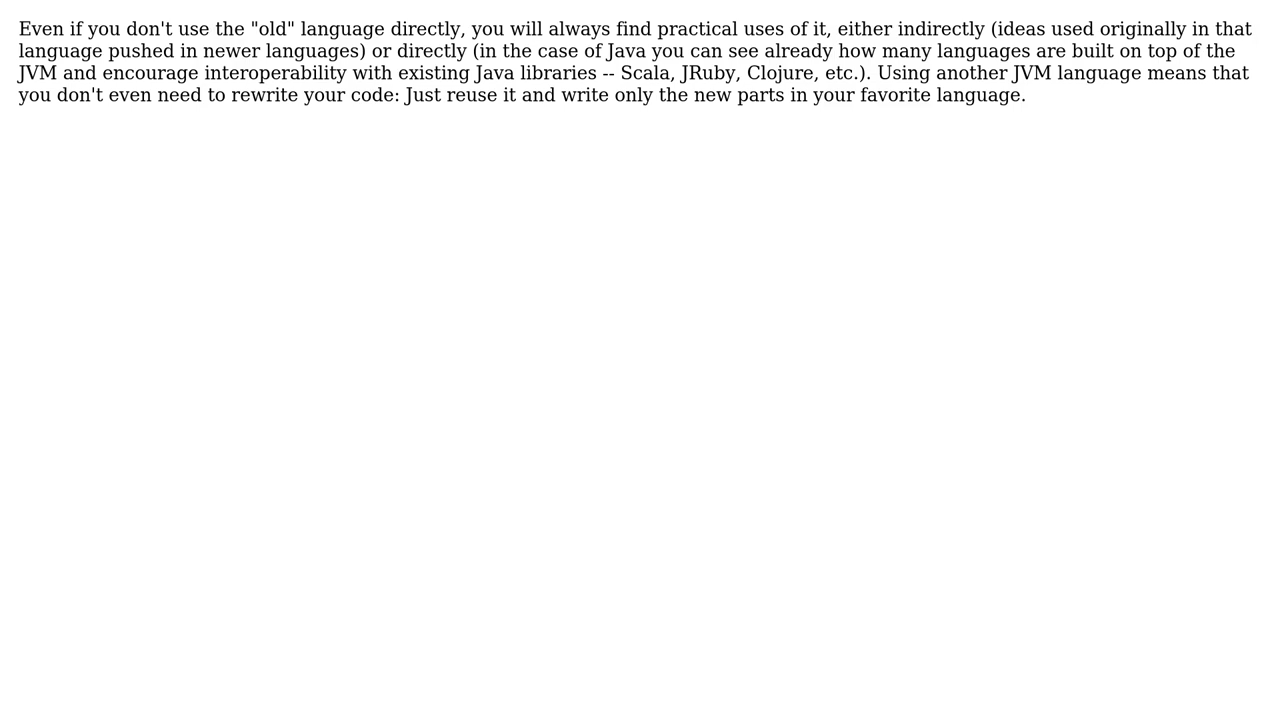 Even if you don't use the "old" language directly, you will always find practical uses of it, either indirectly (ideas used originally in that
language pushed in newer languages) or directly (in the case of Java you can see already how many languages are built on top of the
JVM and encourage interoperability with existing Java libraries -- Scala, JRuby, Clojure, etc.). Using another JVM language means that
you don't even need to rewrite your code: Just reuse it and write only the new parts in your favorite language.